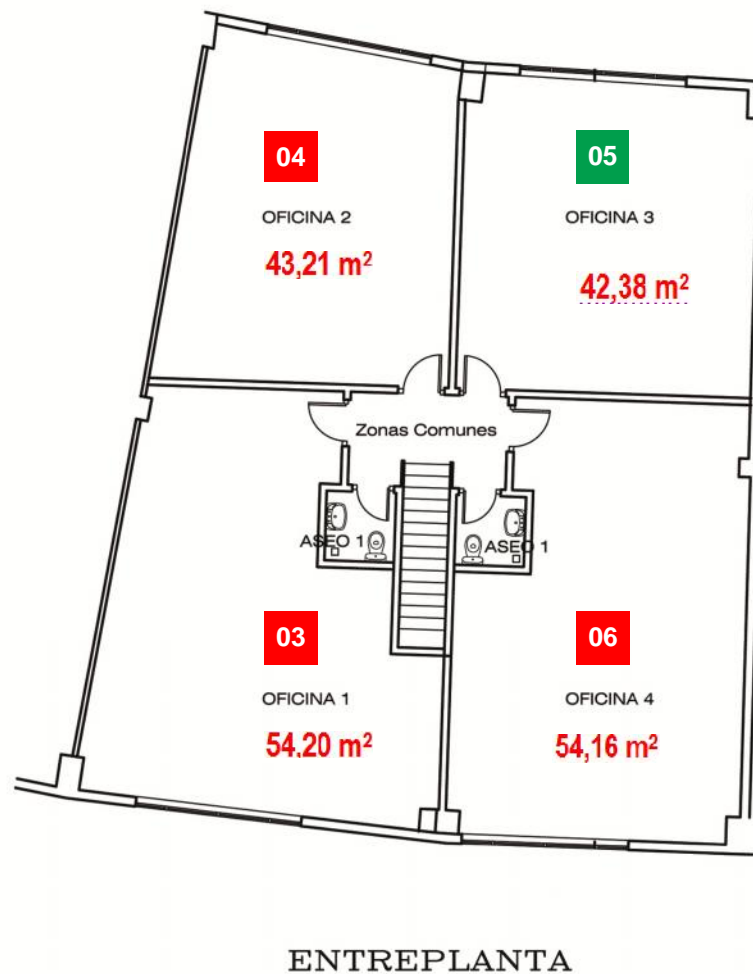 04
OFICINA 2
43,21 m²
05
OFICINA 3
42,38 m²
Zonas Comunes
ASEO 1
ASEO 1
03
OFICINA 1
54,20 m²
06
OFICINA 4
54,16 m²
ENTREPLANTA